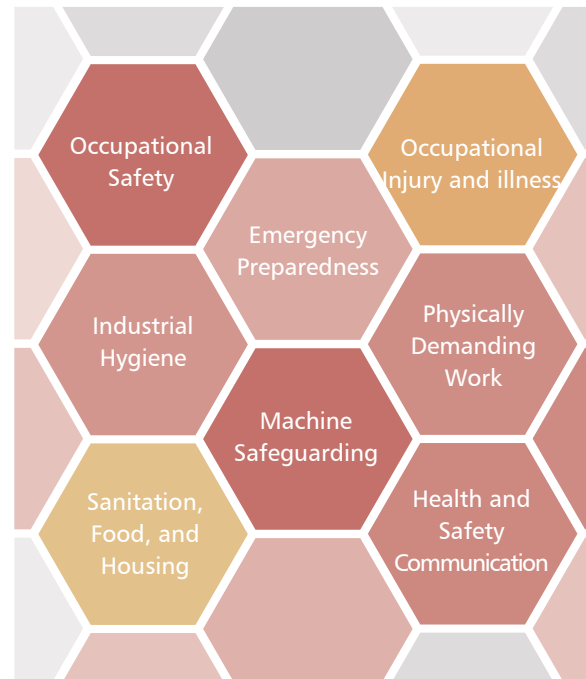 Occupational
Safety
Occupational
Injury and illness
Emergency
Preparedness
Industrial
Hygiene
Physically
Demanding
Work
Machine
Safeguarding
Sanitation,
Food, and
Housing
Health and
Safety
Communication